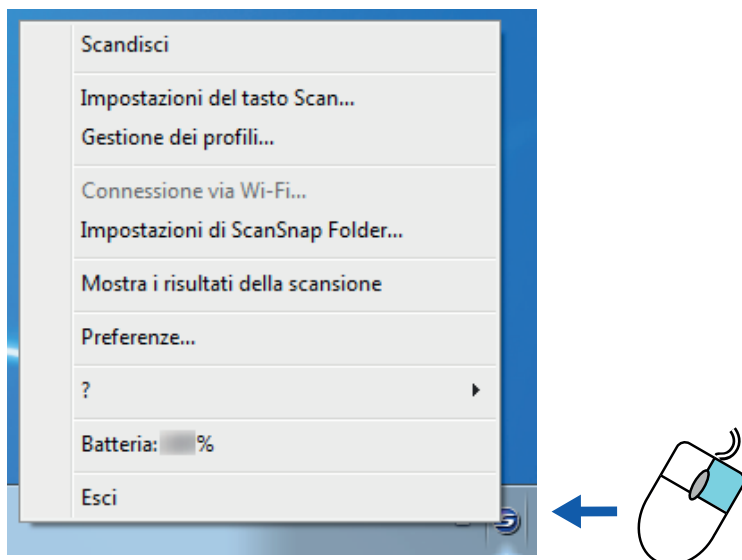 Scandisci
Impostazioni del tasto Scan...
Gestione dei profili...
Connessione via Wi-Fi...
Impostazioni di ScanSnap Folder...
Mostra i risultati della scansione
Preferenze...
?
Batteria: %
Esci